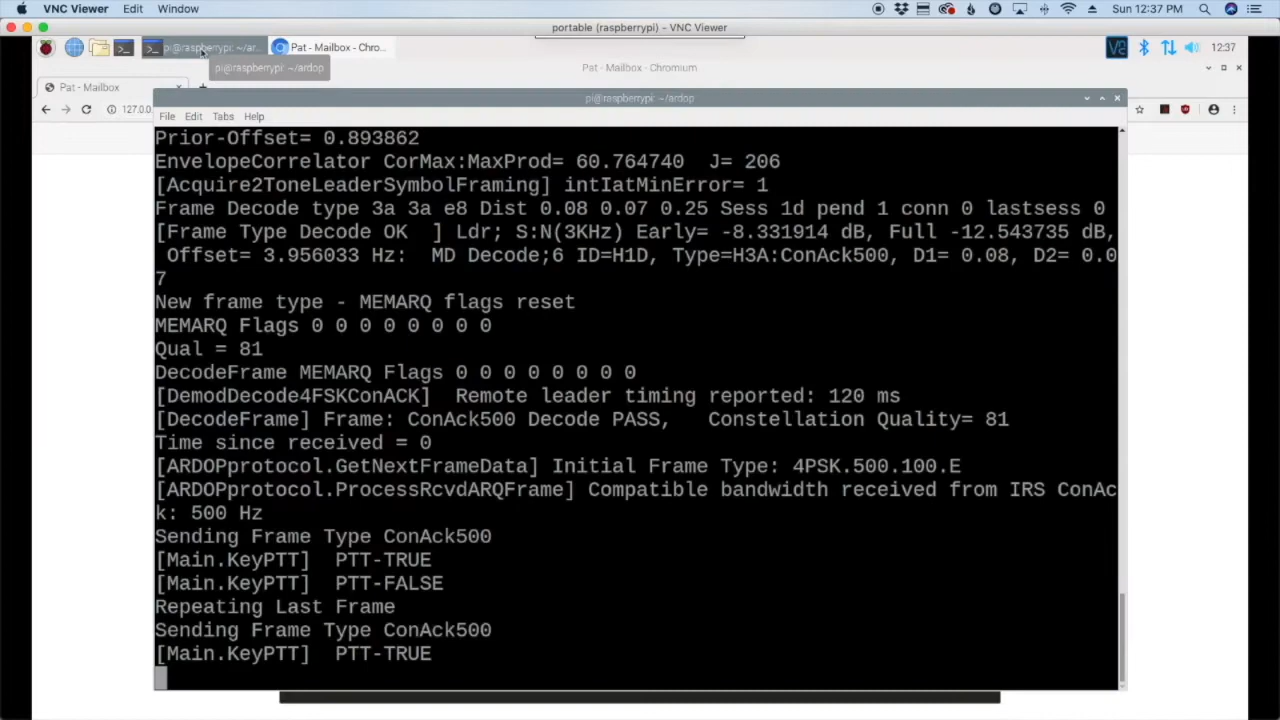 VNC Viewer Edit Window Sun 12:37 PM
portable (raspberrypi) – VNC Viewer
pi@raspberrypi: ~/ar... Pat - Mailbox - Chro... 12:37
pi@raspberrypi: ~/ardop
Pat - Mailbox - Chromium
Pat - Mailbox
127.0.0
pi@raspberrypi: ~/ardop
File Edit Tabs Help
Prior-Offset= 0.893862
EnvelopeCorrelator CorMax:MaxProd= 60.764740 J= 206
[Acquire2ToneLeaderSymbolFraming] intIatMinError= 1
Frame Decode type 3a 3a e8 Dist 0.08 0.07 0.25 Sess 1d pend 1 conn 0 lastsess 0
[Frame Type Decode OK ] Ldr; S:N(3KHz) Early= -8.331914 dB, Full -12.543735 dB,
Offset= 3.956033 Hz: MD Decode;6 ID=H1D, Type=H3A:ConAck500, D1= 0.08, D2= 0.0
7
New frame type - MEMARQ flags reset
MEMARQ Flags 0 0 0 0 0 0 0 0
Qual = 81
DecodeFrame MEMARQ Flags 0 0 0 0 0 0 0 0
[DemodDecode4FSKConACK] Remote leader timing reported: 120 ms
[DecodeFrame] Frame: ConAck500 Decode PASS, Constellation Quality= 81
Time since received = 0
[ARDOPprotocol.GetNextFrameData] Initial Frame Type: 4PSK.500.100.E
[ARDOPprotocol.ProcessRcvdARQFrame] Compatible bandwidth received from IRS ConAc
k: 500 Hz
Sending Frame Type ConAck500
[Main.KeyPTT] PTT-TRUE
[Main.KeyPTT] PTT-FALSE
Repeating Last Frame
Sending Frame Type ConAck500
[Main.KeyPTT] PTT-TRUE